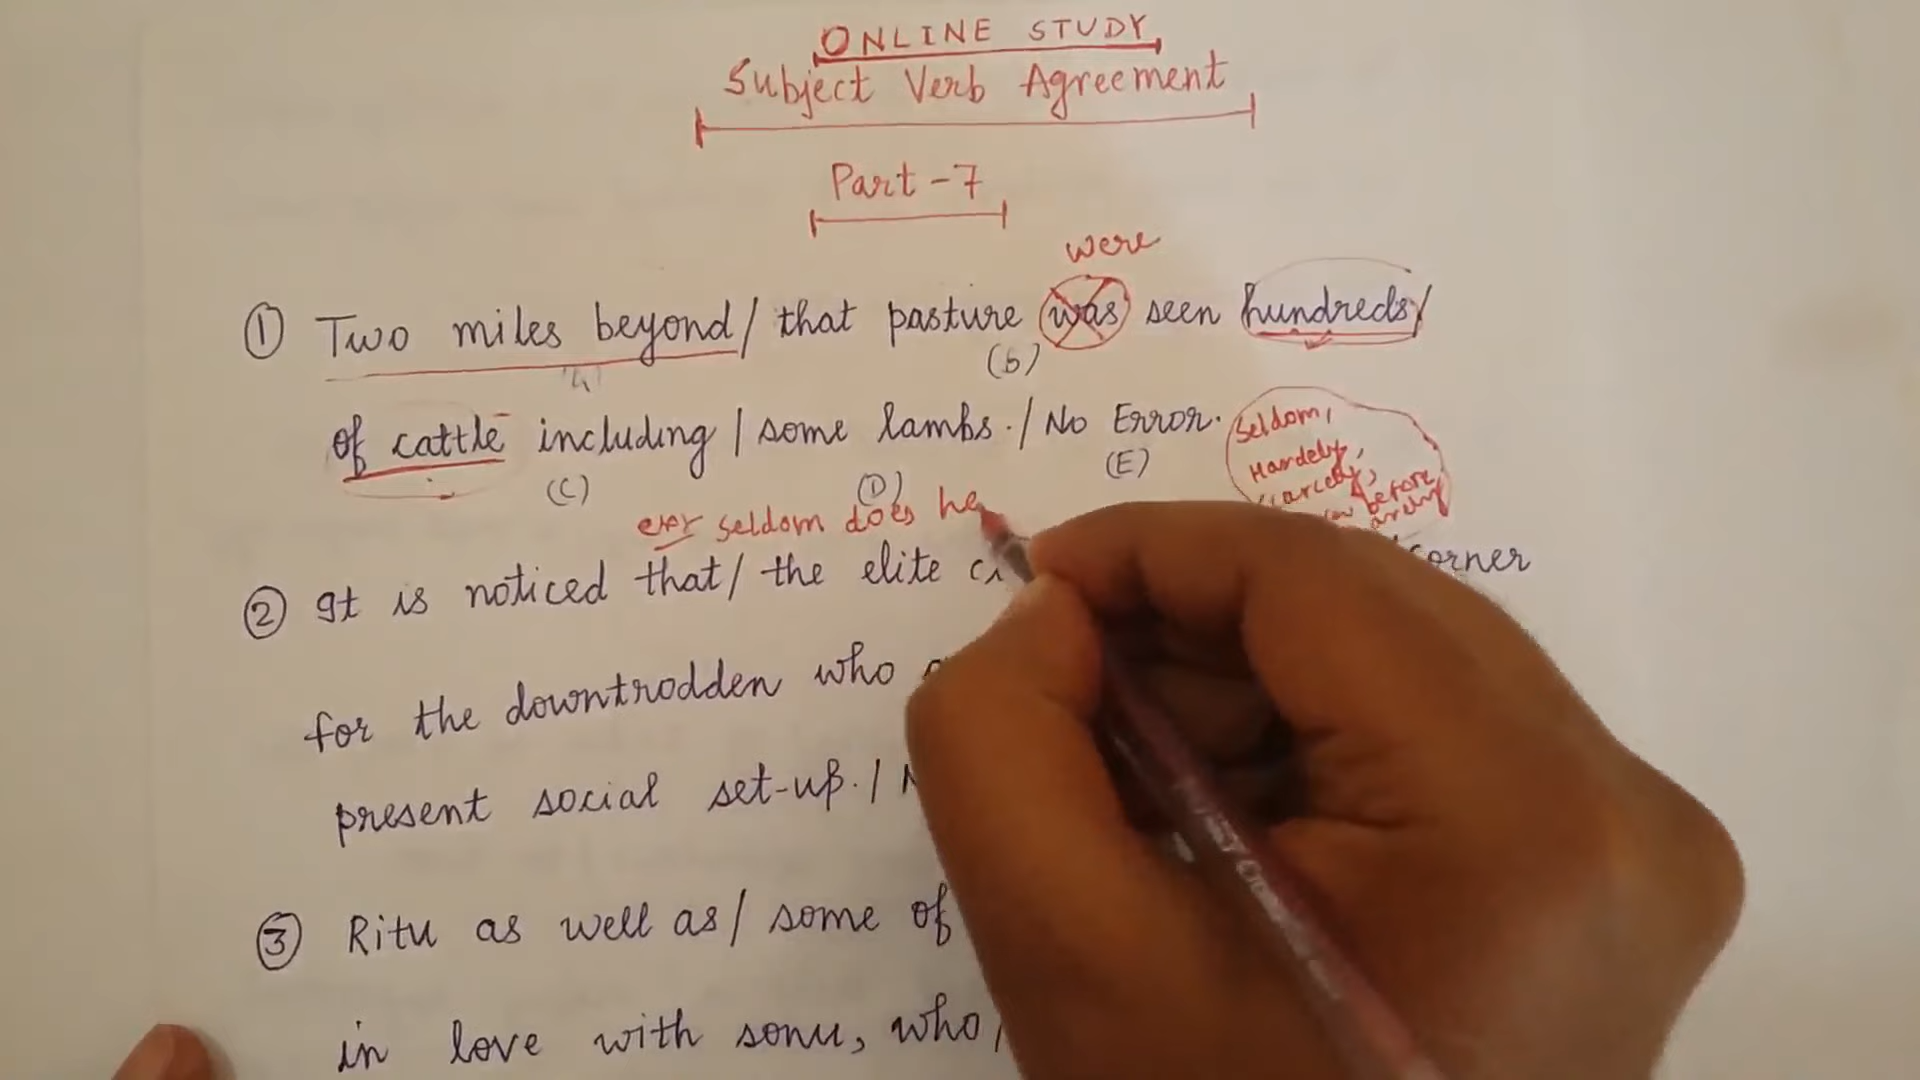 ONLINE STUDY
Subject Verb Agreement
Part-7
were
① Two miles beyond/ that pasture was seen hundreds/
(B)
of cattle including / some lambs. / No Error.
(C) (D) (E)
Seldom,
Hardely,
Scarcely,
before
exer seldom does he
② It is noticed that/ the elite corner
for the downtrodden who
present social set-up. /
③ Ritu as well as/ some of
in love with sonu, who/